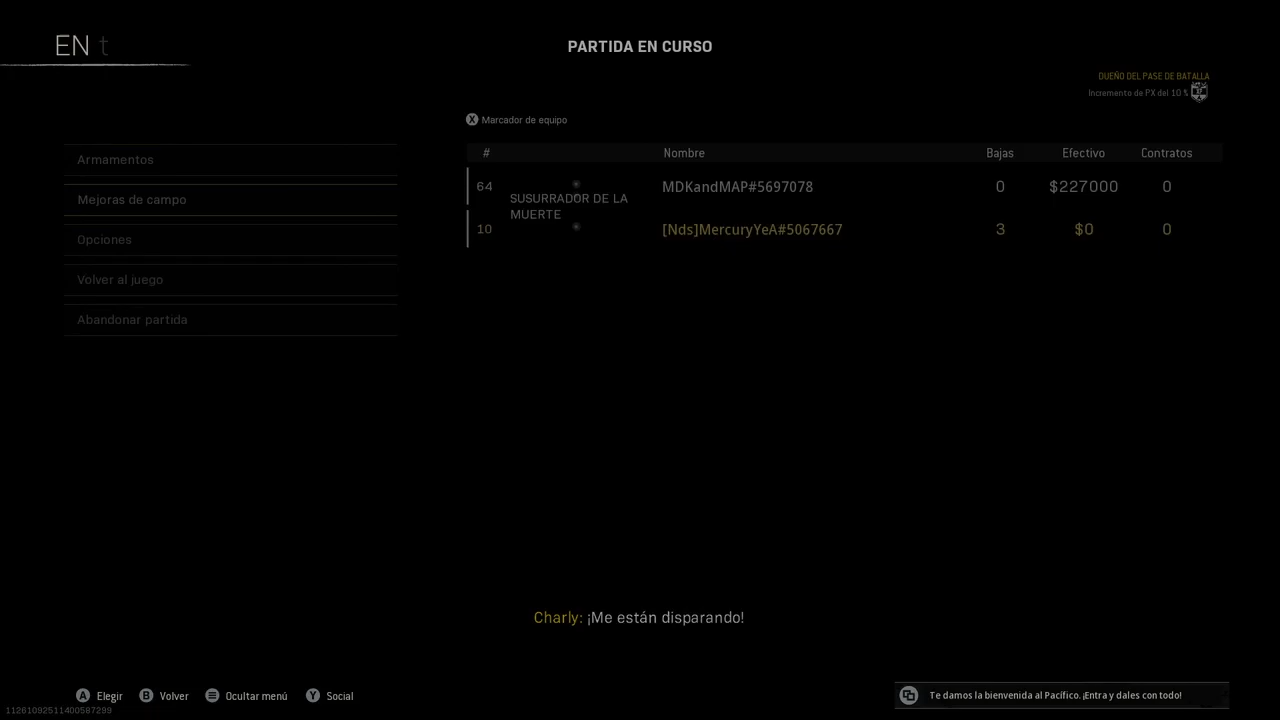 EN t
PARTIDA EN CURSO
DUEÑO DEL PASE DE BATALLA
Incremento de PX del 10 %
X Marcador de equipo
Armamentos
Mejoras de campo
Opciones
Volver al juego
Abandonar partida
# Nombre Bajas Efectivo Contratos
64 MDKandMAP#5697078 0 $227000 0
SUSURRADOR DE LA
MUERTE
10 [Nds]MercuryYeA#5067667 3 $0 0
Charly: ¡Me están disparando!
A Elegir B Volver Ocultar menú Y Social
Te damos la bienvenida al Pacífico. ¡Entra y dales con todo!
11261092511400587299